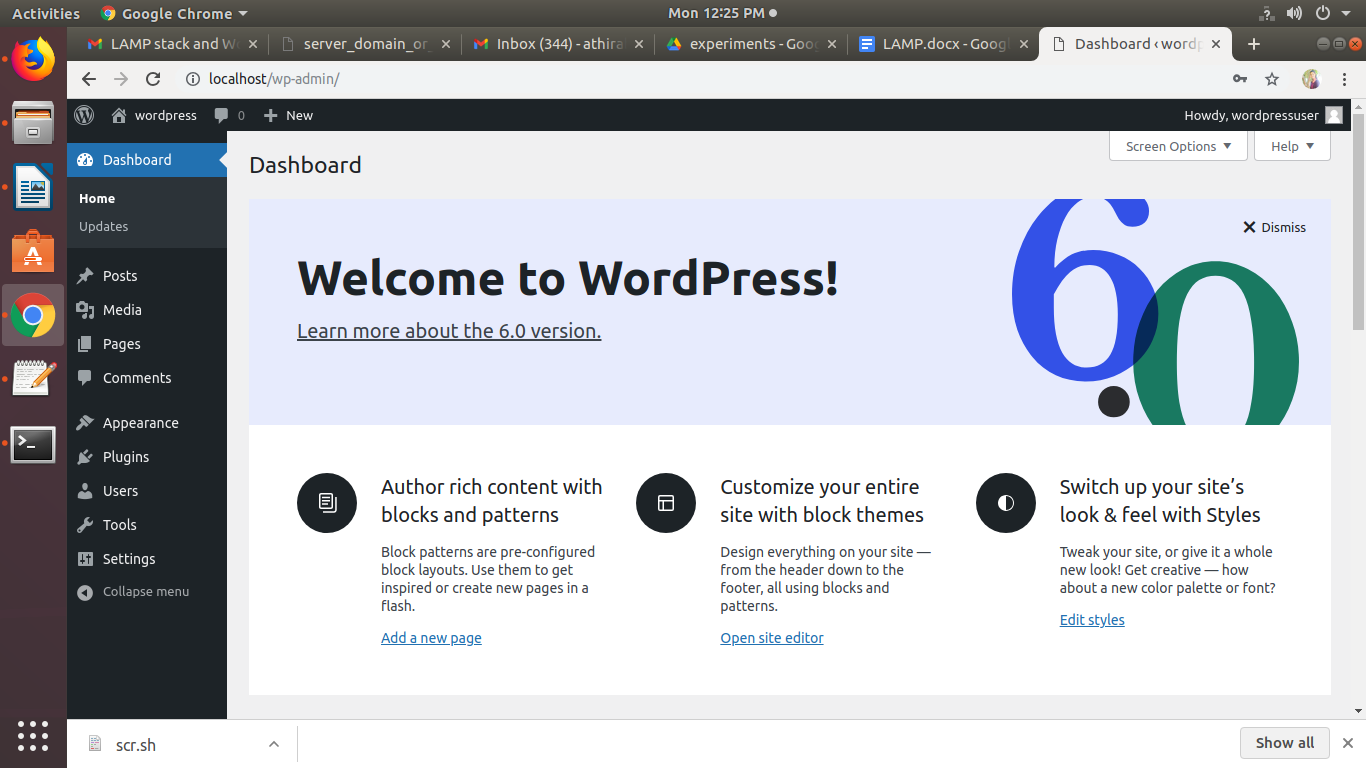 Activities Google Chrome Mon 12:25 PM
LAMP stack and W server_domain_or_ Inbox (344) - athira experiments - Goog LAMP.docx - Googl Dashboard ‹ wordp
localhost/wp-admin/
wordpress 0 New Howdy, wordpressuser
Dashboard
Home
Updates
Posts
Media
Pages
Comments
Appearance
Plugins
Users
Tools
Settings
Collapse menu
Screen Options Help
Dashboard
Dismiss
Welcome to WordPress!
Learn more about the 6.0 version.
6.0
Author rich content with
blocks and patterns
Block patterns are pre-configured
block layouts. Use them to get
inspired or create new pages in a
flash.
Add a new page
Customize your entire
site with block themes
Design everything on your site —
from the header down to the
footer, all using blocks and
patterns.
Open site editor
Switch up your site’s
look & feel with Styles
Tweak your site, or give it a whole
new look! Get creative — how
about a new color palette or font?
Edit styles
scr.sh
Show all